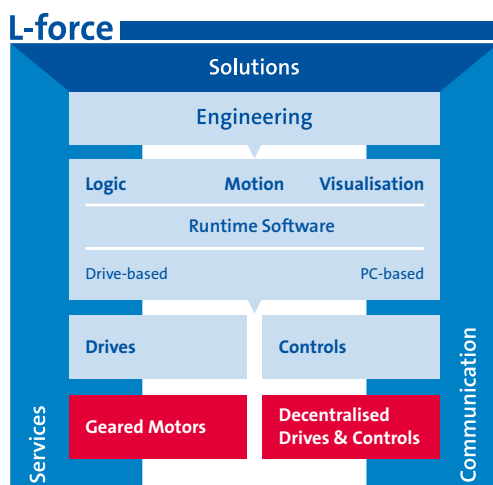 L-force
Solutions
Engineering
Logic Motion Visualisation
Runtime Software
Drive-based PC-based
Drives Controls
Geared Motors
Decentralised
Drives & Controls
Services
Communication